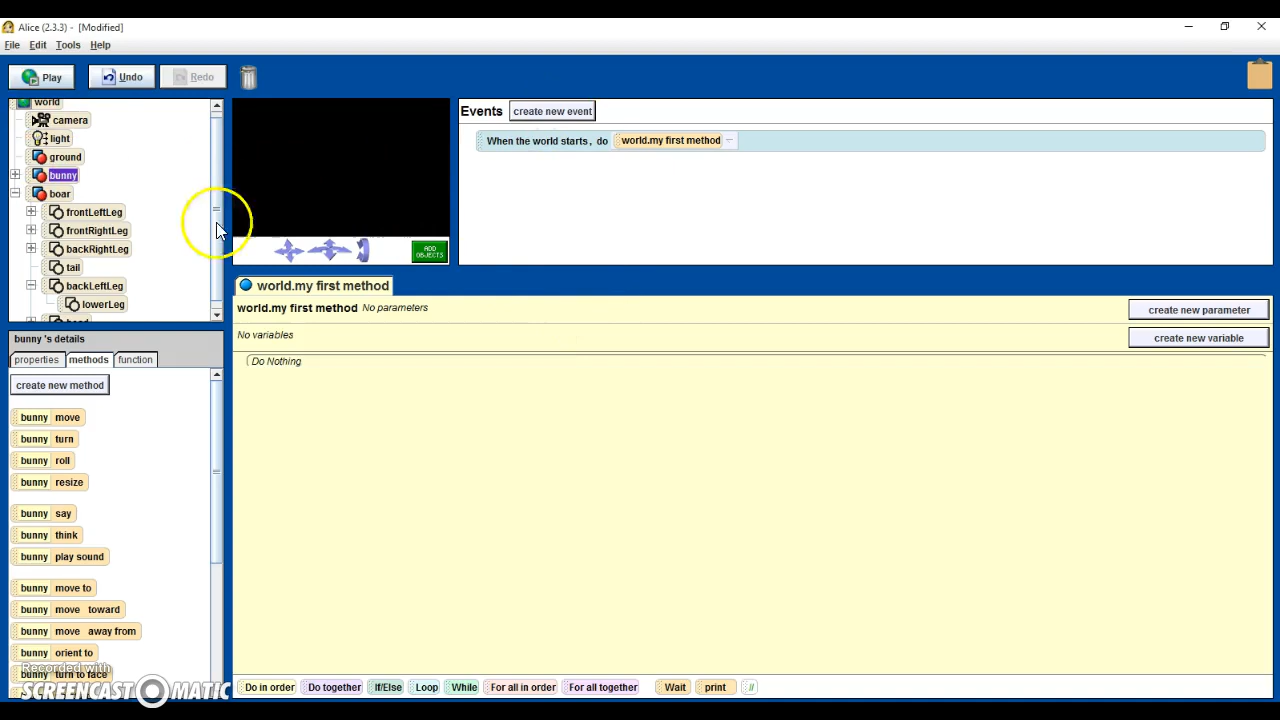 Alice (2.3.3) - [Modified]
File Edit Tools Help
Play Undo Redo
world
camera
light
ground
bunny
boar
frontLeftLeg
frontRightLeg
backRightLeg
tail
backLeftLeg
lowerLeg
ADD
OBJECTS
Events create new event
When the world starts, do world.my first method
bunny 's details
properties methods function
create new method
bunny move
bunny turn
bunny roll
bunny resize
bunny say
bunny think
bunny play sound
bunny move to
bunny move toward
bunny move away from
bunny orient to
bunny turn to face
world.my first method
world.my first method No parameters
create new parameter
No variables
create new variable
Do Nothing
Do in order Do together If/Else Loop While For all in order For all together Wait print //
Recorded with
SCREENCAST MATIC